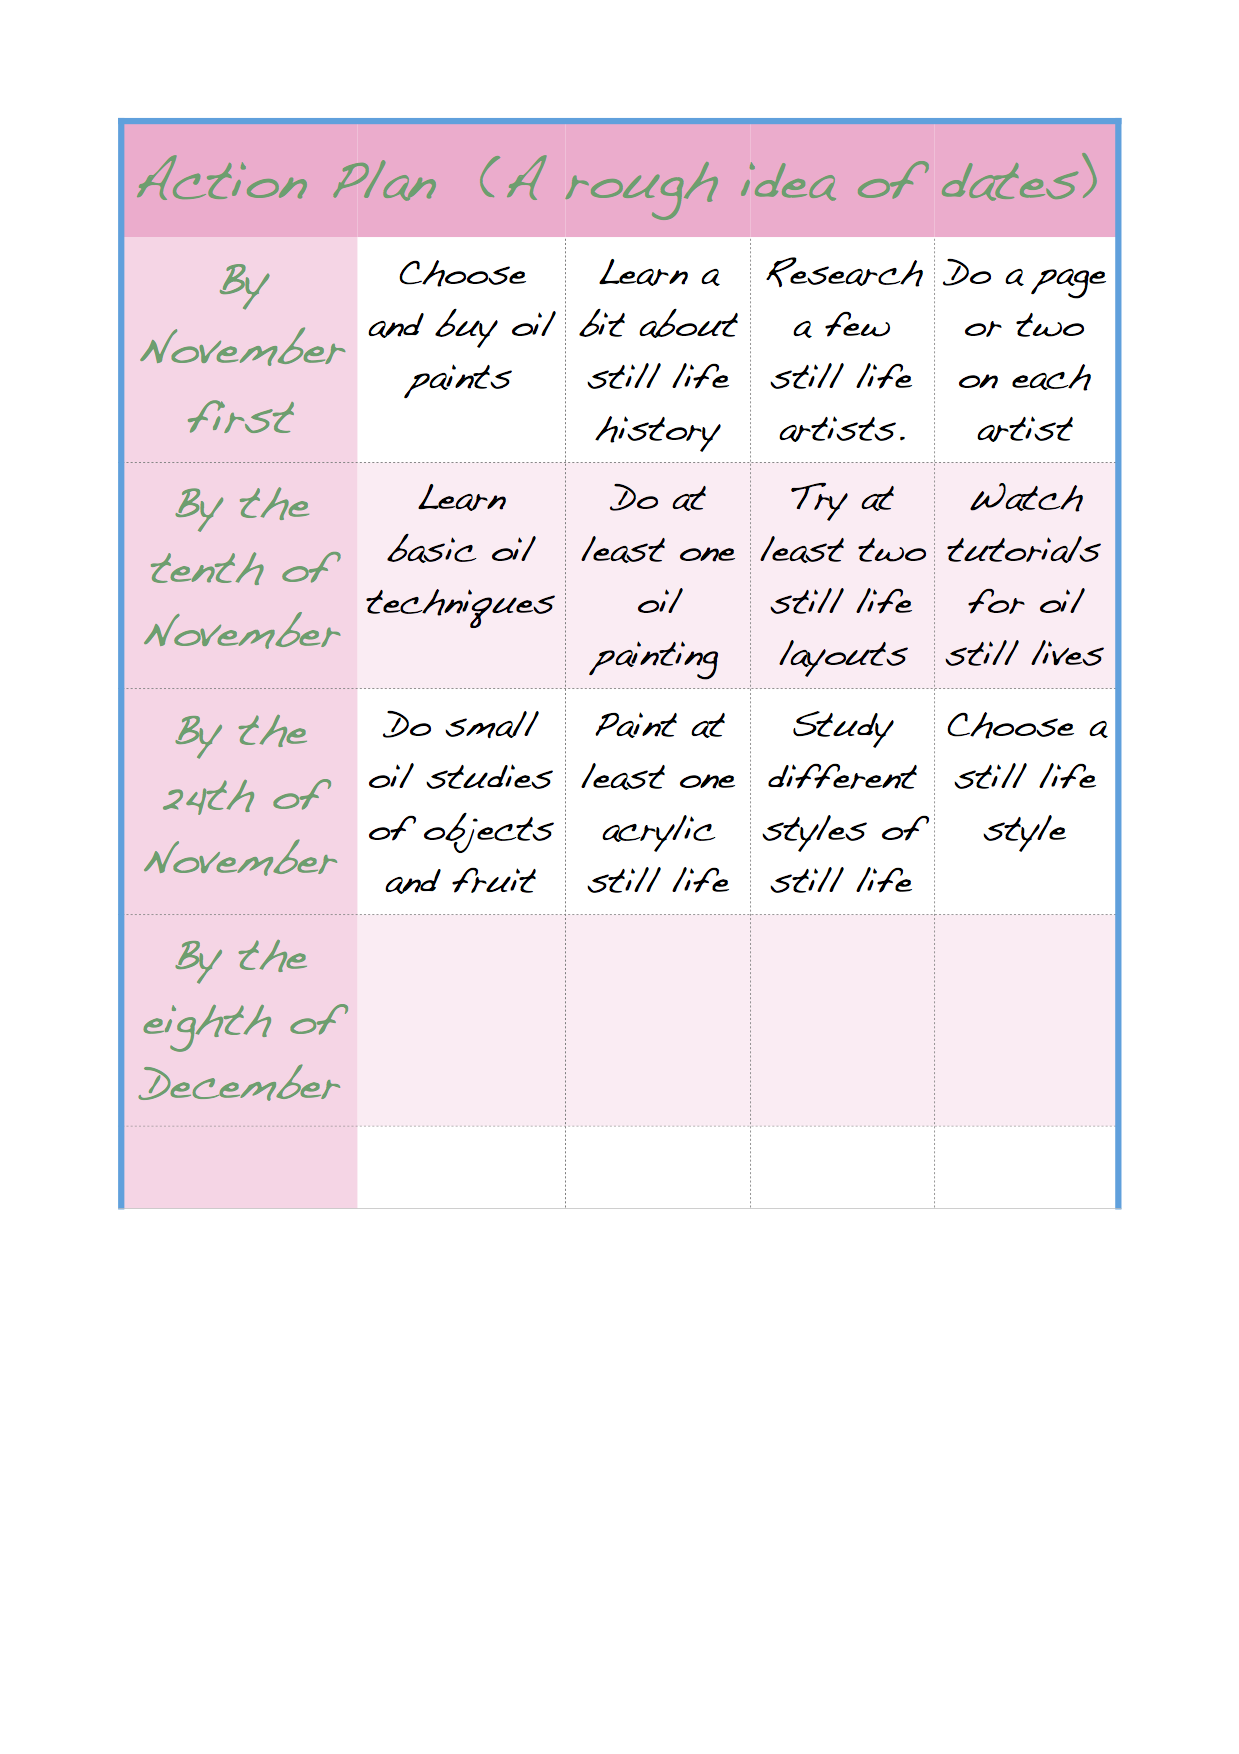 Action Plan (A rough idea of dates)
By
November
first
Choose
and buy oil
paints
Learn a
bit about
still life
history
Research
a few
still life
artists.
Do a page
or two
on each
artist
By the
tenth of
November
Learn
basic oil
techniques
Do at
least one
oil
painting
Try at
least two
still life
layouts
Watch
tutorials
for oil
still lives
By the
24th of
November
Do small
oil studies
of objects
and fruit
Paint at
least one
acrylic
still life
Study
different
styles of
still life
Choose a
still life
style
By the
eighth of
December